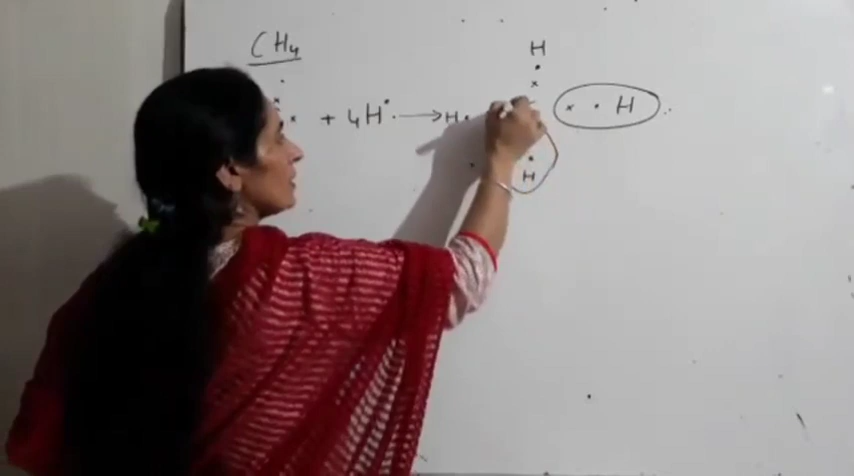 CH₄
H
+ 4H → H × • H
H